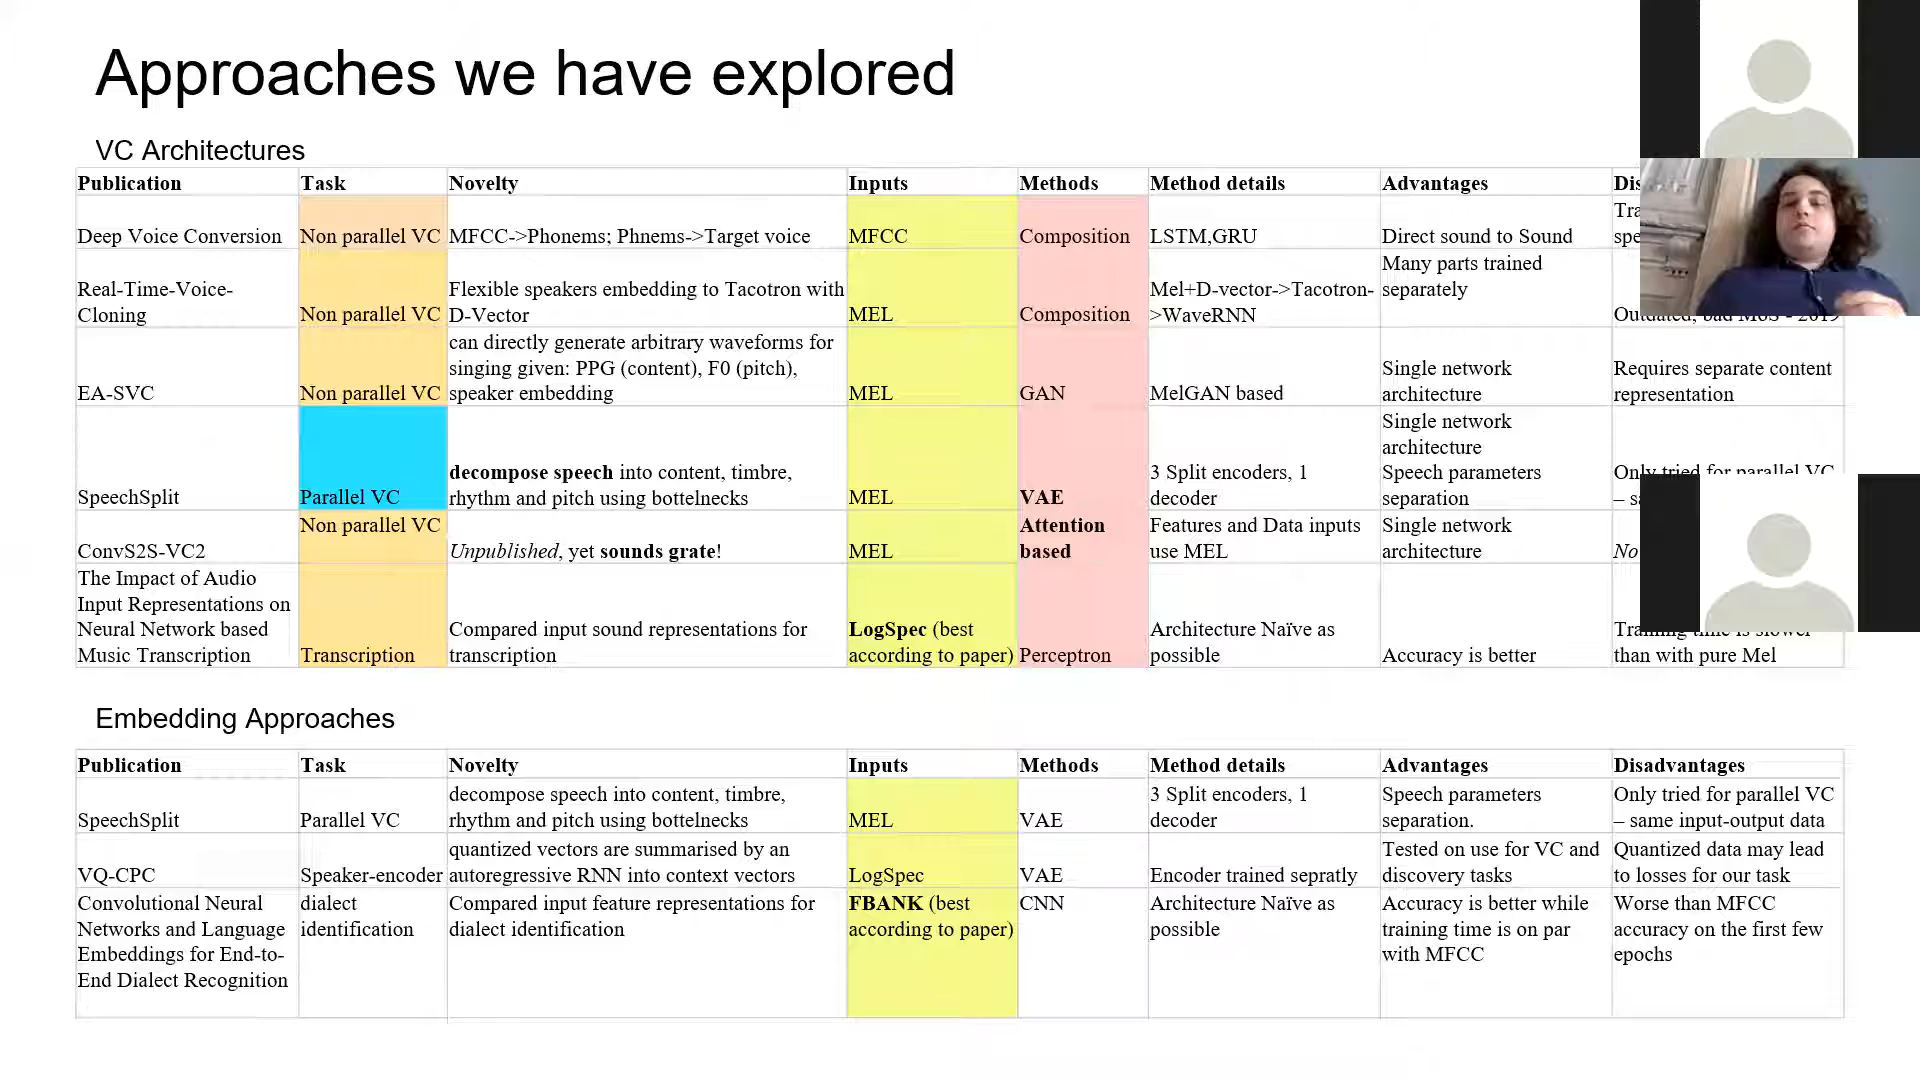 Approaches we have explored
VC Architectures
Publication Task Novelty Inputs Methods Method details Advantages
Deep Voice Conversion Non parallel VC MFCC->Phonems; Phnems->Target voice MFCC Composition LSTM,GRU Direct sound to Sound
Real-Time-Voice-
Cloning Non parallel VC Flexible speakers embedding to Tacotron with
D-Vector MEL Composition Mel+D-vector->Tacotron-
>WaveRNN Many parts trained
separately
EA-SVC Non parallel VC can directly generate arbitrary waveforms for
singing given: PPG (content), F0 (pitch),
speaker embedding MEL GAN MelGAN based Single network
architecture Requires separate content
representation
SpeechSplit Parallel VC decompose speech into content, timbre,
rhythm and pitch using bottelnecks MEL VAE 3 Split encoders, 1
decoder Single network
architecture
Speech parameters
separation Only tried for parallel VC
ConvS2S-VC2 Non parallel VC Unpublished, yet sounds grate! MEL Attention
based Features and Data inputs
use MEL Single network
architecture
The Impact of Audio
Input Representations on
Neural Network based
Music Transcription Transcription Compared input sound representations for
transcription LogSpec (best
according to paper) Perceptron Architecture Naïve as
possible Accuracy is better Training time is slower
than with pure Mel
Embedding Approaches
Publication Task Novelty Inputs Methods Method details Advantages Disadvantages
SpeechSplit Parallel VC decompose speech into content, timbre,
rhythm and pitch using bottelnecks MEL VAE 3 Split encoders, 1
decoder Speech parameters
separation. Only tried for parallel VC
– same input-output data
VQ-CPC Speaker-encoder quantized vectors are summarised by an
autoregressive RNN into context vectors LogSpec VAE Encoder trained sepratly Tested on use for VC and
discovery tasks Quantized data may lead
to losses for our task
Convolutional Neural
Networks and Language
Embeddings for End-to-
End Dialect Recognition dialect
identification Compared input feature representations for
dialect identification FBANK (best
according to paper) CNN Architecture Naïve as
possible Accuracy is better while
training time is on par
with MFCC Worse than MFCC
accuracy on the first few
epochs